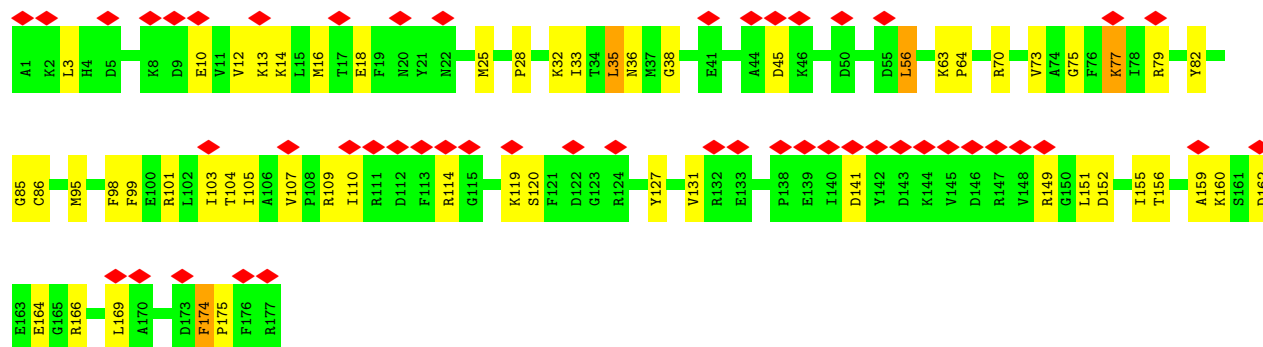 A1 K2 L3 H4 D5 K8 D9 E10 V11 V12 K13 K14 L15 M16 T17 E18 F19 N20 Y21 N22 M25 P28 K32 I33 T34 L35 N36 M37 G38 E41 A44 D45 K46 D50 D55 L56 K63 P64 R70 V73 A74 G75 F76 K77 I78 R79 Y82
G85 C86 M95 F98 F99 E100 R101 L102 I103 T104 I105 A106 V107 P108 R109 I110 R111 D112 F113 R114 G115 K119 S120 F121 D122 G123 R124 Y127 V131 R132 E133 P138 E139 I140 D141 Y142 D143 K144 V145 D146 R147 V148 R149 G150 L151 D152 I155 T156 A159 K160 S161 D162
E163 E164 G165 R166 L169 A170 D173 F174 P175 F176 R177